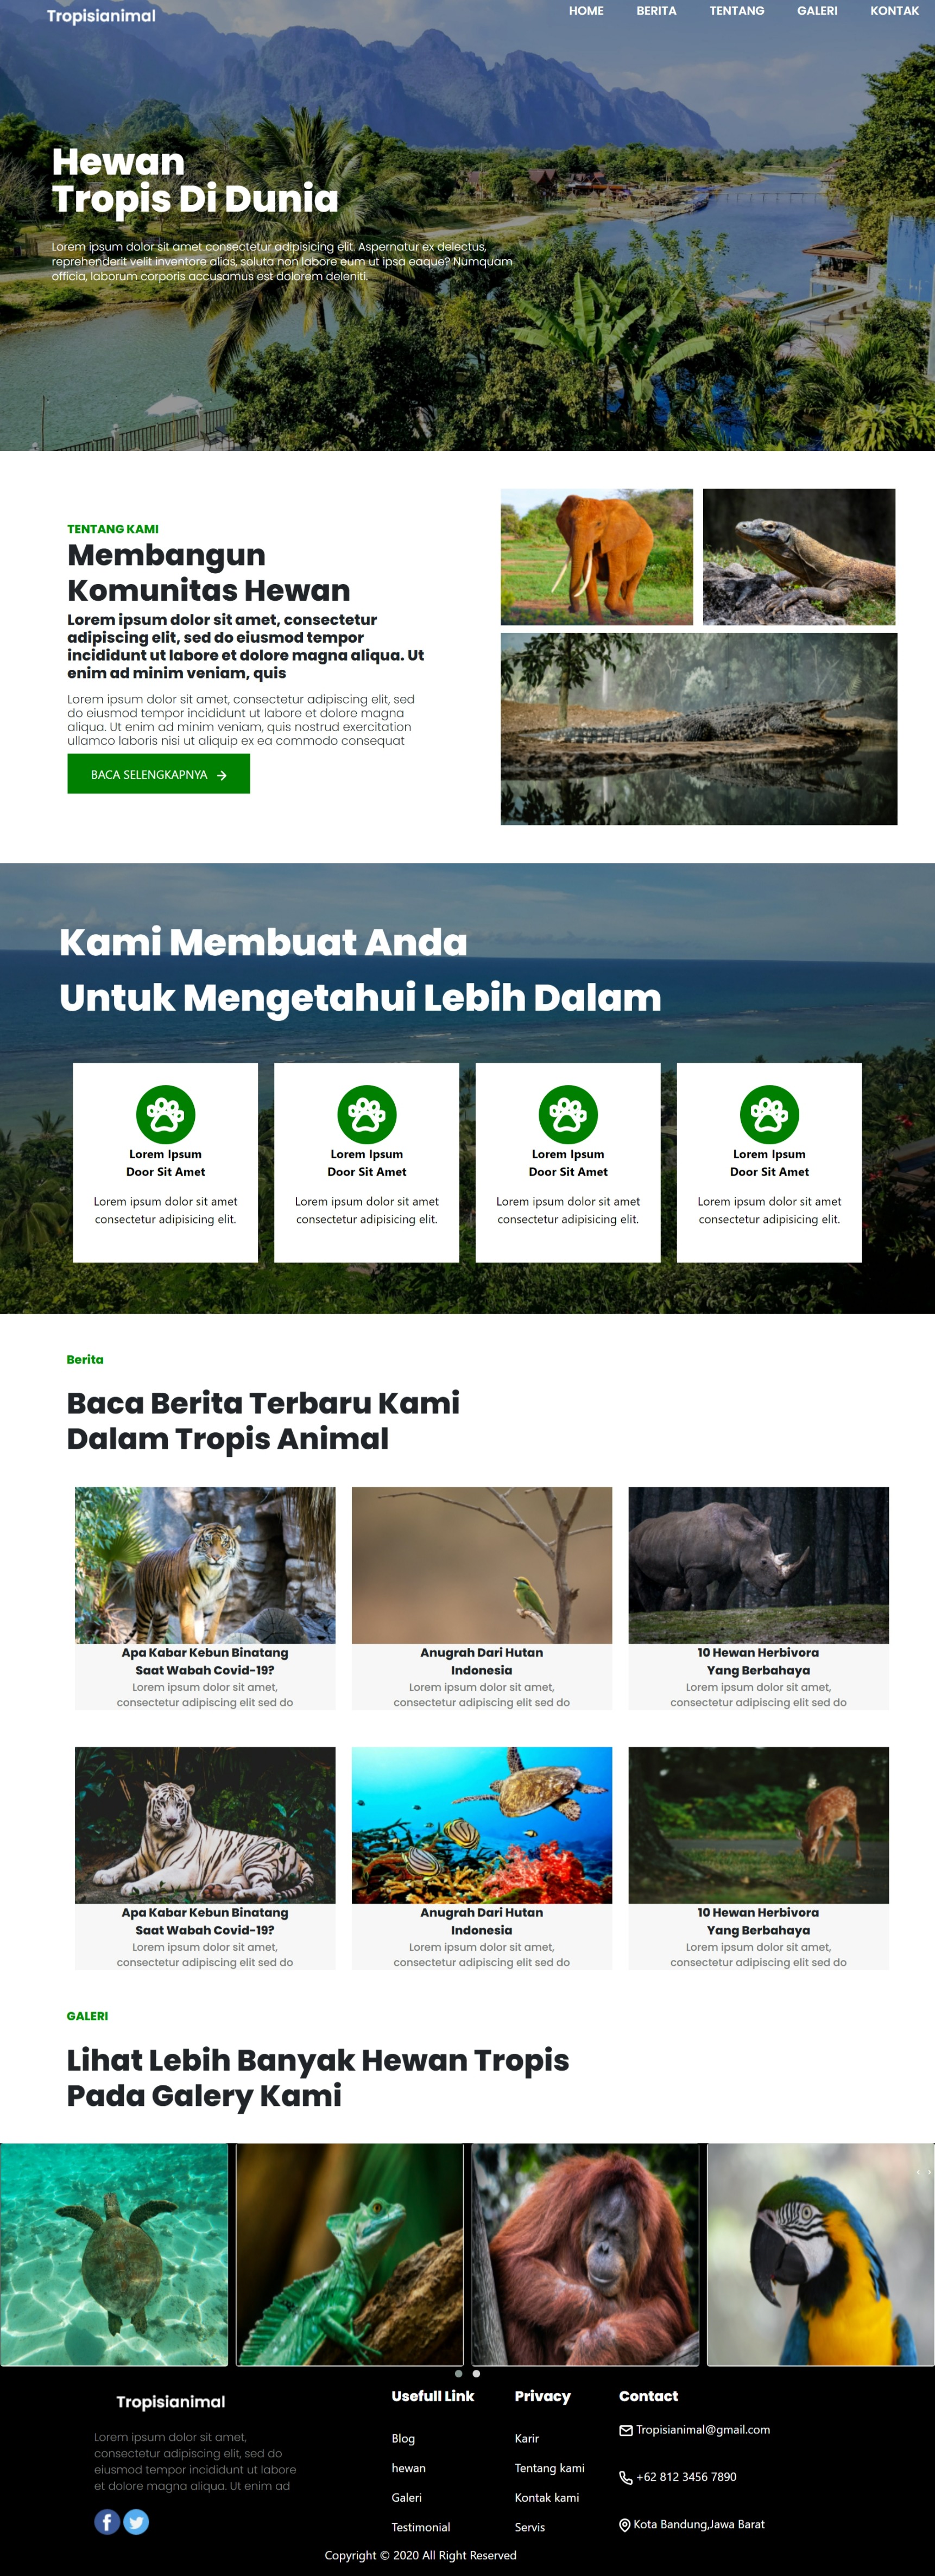 Tropisianimal
HOME BERITA TENTANG GALERI KONTAK
Hewan
Tropis Di Dunia
Lorem ipsum dolor sit amet consectetur adipisicing elit. Aspernatur ex delectus,
reprehenderit velit inventore alias, soluta non labore eum ut ipsa eaque? Numquam
officia, laborum corporis accusamus est dolorem deleniti.
TENTANG KAMI
Membangun
Komunitas Hewan
Lorem ipsum dolor sit amet, consectetur
adipiscing elit, sed do eiusmod tempor
incididunt ut labore et dolore magna aliqua. Ut
enim ad minim veniam, quis
Lorem ipsum dolor sit amet, consectetur adipiscing elit, sed
do eiusmod tempor incididunt ut labore et dolore magna
aliqua. Ut enim ad minim veniam, quis nostrud exercitation
ullamco laboris nisi ut aliquip ex ea commodo consequat
BACA SELENGKAPNYA →
Kami Membuat Anda
Untuk Mengetahui Lebih Dalam
Lorem Ipsum
Door Sit Amet
Lorem ipsum dolor sit amet
consectetur adipisicing elit.
Lorem Ipsum
Door Sit Amet
Lorem ipsum dolor sit amet
consectetur adipisicing elit.
Lorem Ipsum
Door Sit Amet
Lorem ipsum dolor sit amet
consectetur adipisicing elit.
Lorem Ipsum
Door Sit Amet
Lorem ipsum dolor sit amet
consectetur adipisicing elit.
Berita
Baca Berita Terbaru Kami
Dalam Tropis Animal
Apa Kabar Kebun Binatang
Saat Wabah Covid-19?
Lorem ipsum dolor sit amet,
consectetur adipiscing elit sed do
Anugrah Dari Hutan
Indonesia
Lorem ipsum dolor sit amet,
consectetur adipiscing elit sed do
10 Hewan Herbivora
Yang Berbahaya
Lorem ipsum dolor sit amet,
consectetur adipiscing elit sed do
Apa Kabar Kebun Binatang
Saat Wabah Covid-19?
Lorem ipsum dolor sit amet,
consectetur adipiscing elit sed do
Anugrah Dari Hutan
Indonesia
Lorem ipsum dolor sit amet,
consectetur adipiscing elit sed do
10 Hewan Herbivora
Yang Berbahaya
Lorem ipsum dolor sit amet,
consectetur adipiscing elit sed do
GALERI
Lihat Lebih Banyak Hewan Tropis
Pada Galery Kami
Tropisianimal
Lorem ipsum dolor sit amet,
consectetur adipiscing elit, sed do
eiusmod tempor incididunt ut labore
et dolore magna aliqua. Ut enim ad
Usefull Link
Blog
hewan
Galeri
Testimonial
Privacy
Karir
Tentang kami
Kontak kami
Servis
Contact
Tropisianimal@gmail.com
+62 812 3456 7890
Kota Bandung,Jawa Barat
Copyright © 2020 All Right Reserved